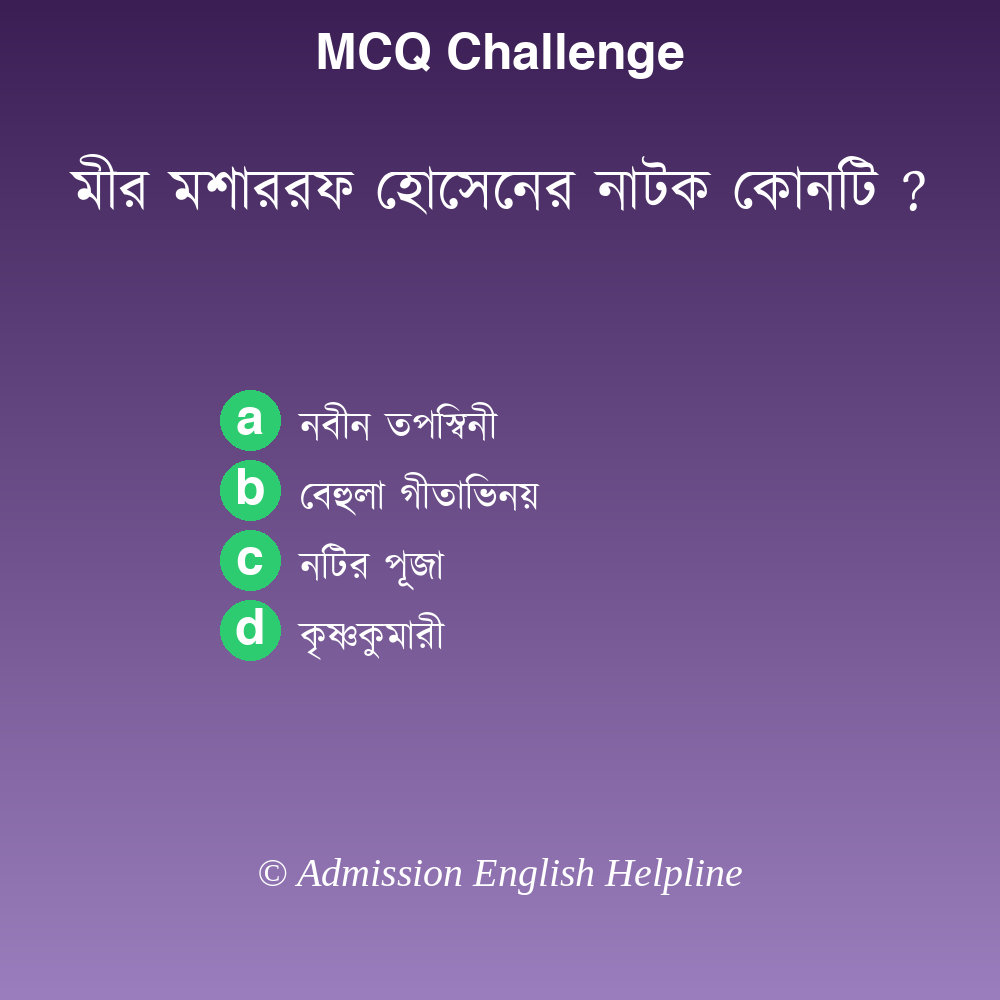 MCQ Challenge
মীর মশাররফ হোসেনের নাটক কোনটি ?
a নবীন তপস্বিনী
b বেহুলা গীতাভিনয়
c নটির পূজা
d কৃষ্ণকুমারী
© Admission English Helpline